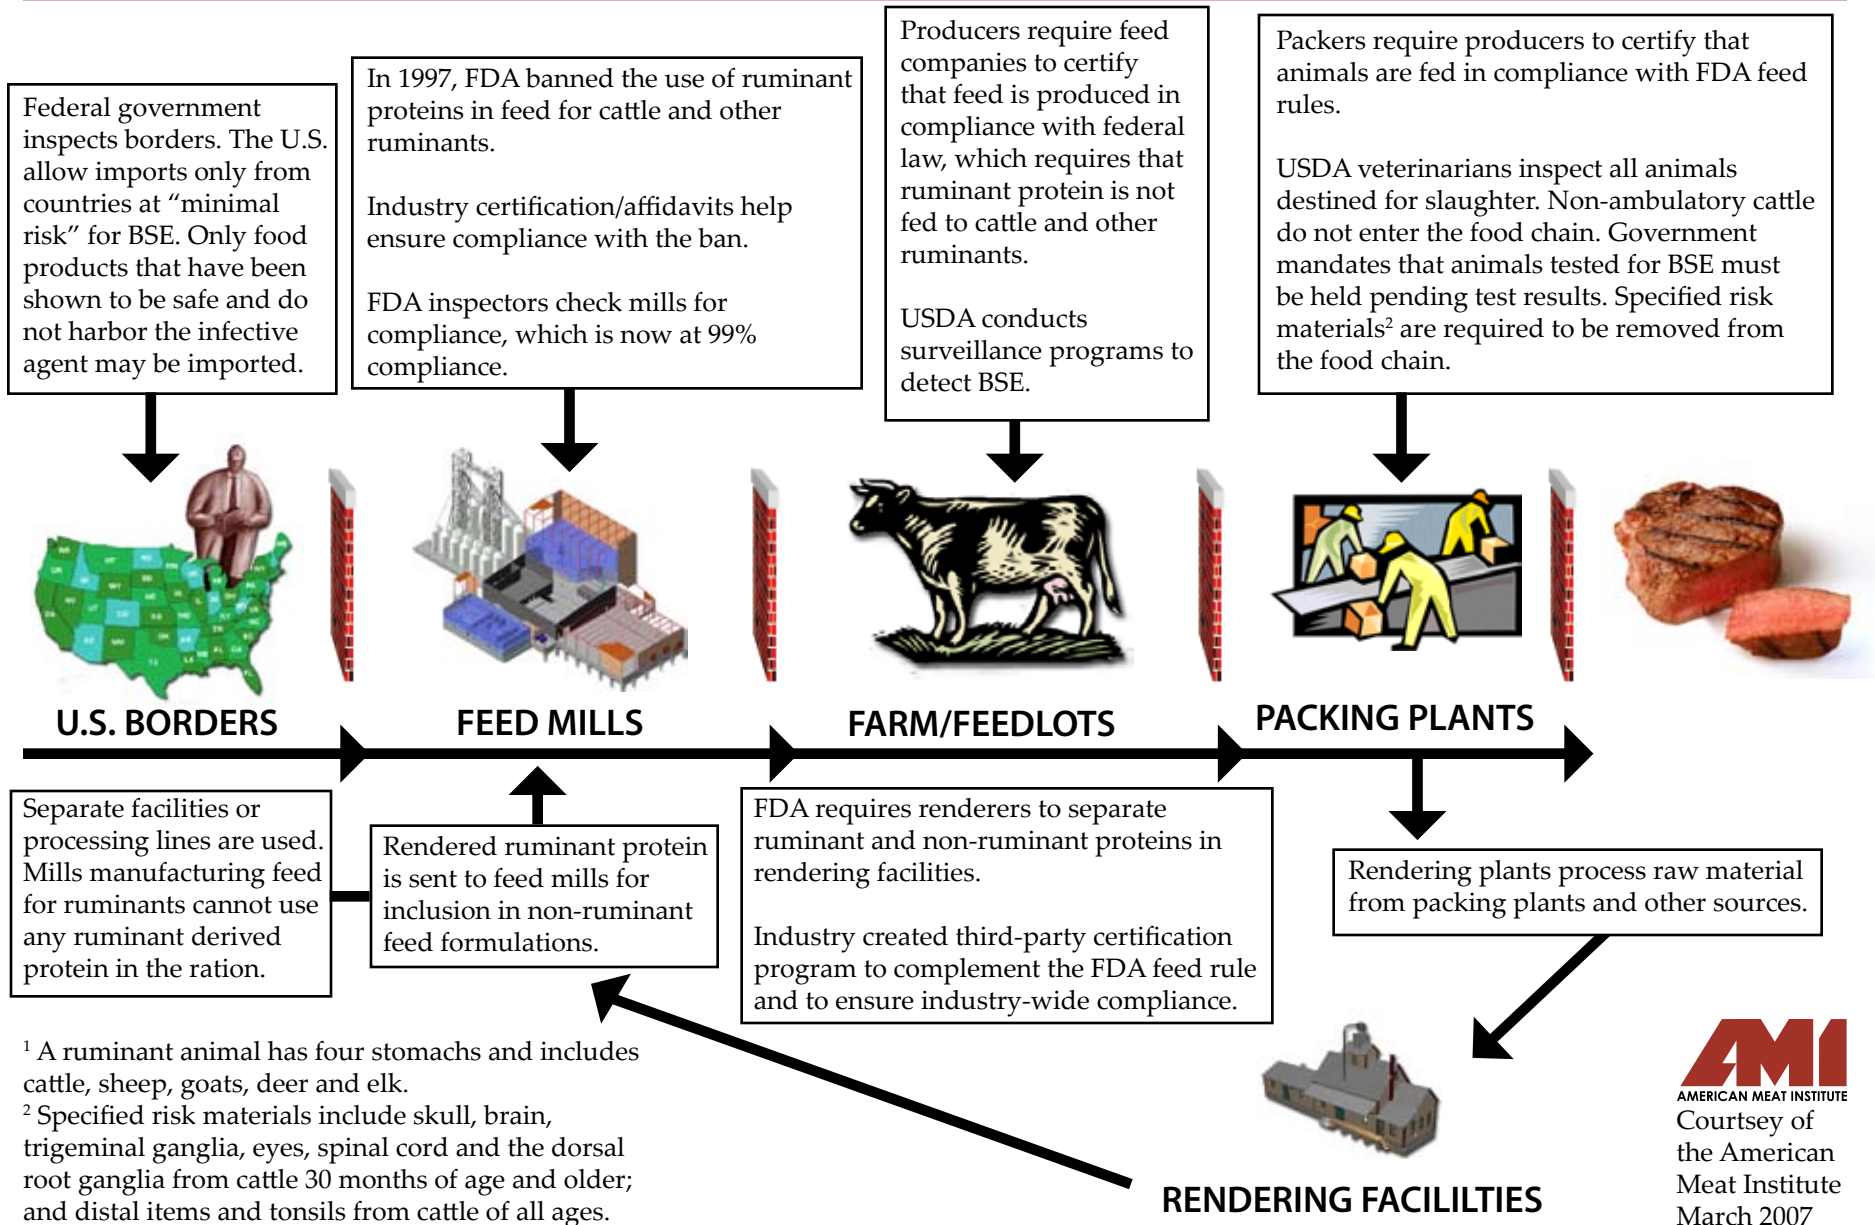 Federal government
inspects borders. The U.S.
allow imports only from
countries at “minimal
risk” for BSE. Only food
products that have been
shown to be safe and do
not harbor the infective
agent may be imported.
In 1997, FDA banned the use of ruminant
proteins in feed for cattle and other
ruminants.
Industry certification/affidavits help
ensure compliance with the ban.
FDA inspectors check mills for
compliance, which is now at 99%
compliance.
Producers require feed
companies to certify
that feed is produced in
compliance with federal
law, which requires that
ruminant protein is not
fed to cattle and other
ruminants.
USDA conducts
surveillance programs to
detect BSE.
Packers require producers to certify that
animals are fed in compliance with FDA feed
rules.
USDA veterinarians inspect all animals
destined for slaughter. Non-ambulatory cattle
do not enter the food chain. Government
mandates that animals tested for BSE must
be held pending test results. Specified risk
materials² are required to be removed from
the food chain.
U.S. BORDERS
FEED MILLS
FARM/FEEDLOTS
PACKING PLANTS
Separate facilities or
processing lines are used.
Mills manufacturing feed
for ruminants cannot use
any ruminant derived
protein in the ration.
Rendered ruminant protein
is sent to feed mills for
inclusion in non-ruminant
feed formulations.
FDA requires renderers to separate
ruminant and non-ruminant proteins in
rendering facilities.
Industry created third-party certification
program to complement the FDA feed rule
and to ensure industry-wide compliance.
Rendering plants process raw material
from packing plants and other sources.
¹ A ruminant animal has four stomachs and includes
cattle, sheep, goats, deer and elk.
² Specified risk materials include skull, brain,
trigeminal ganglia, eyes, spinal cord and the dorsal
root ganglia from cattle 30 months of age and older;
and distal items and tonsils from cattle of all ages.
RENDERING FACILILTIES
AMI
AMERICAN MEAT INSTITUTE
Courtsey of
the American
Meat Institute
March 2007